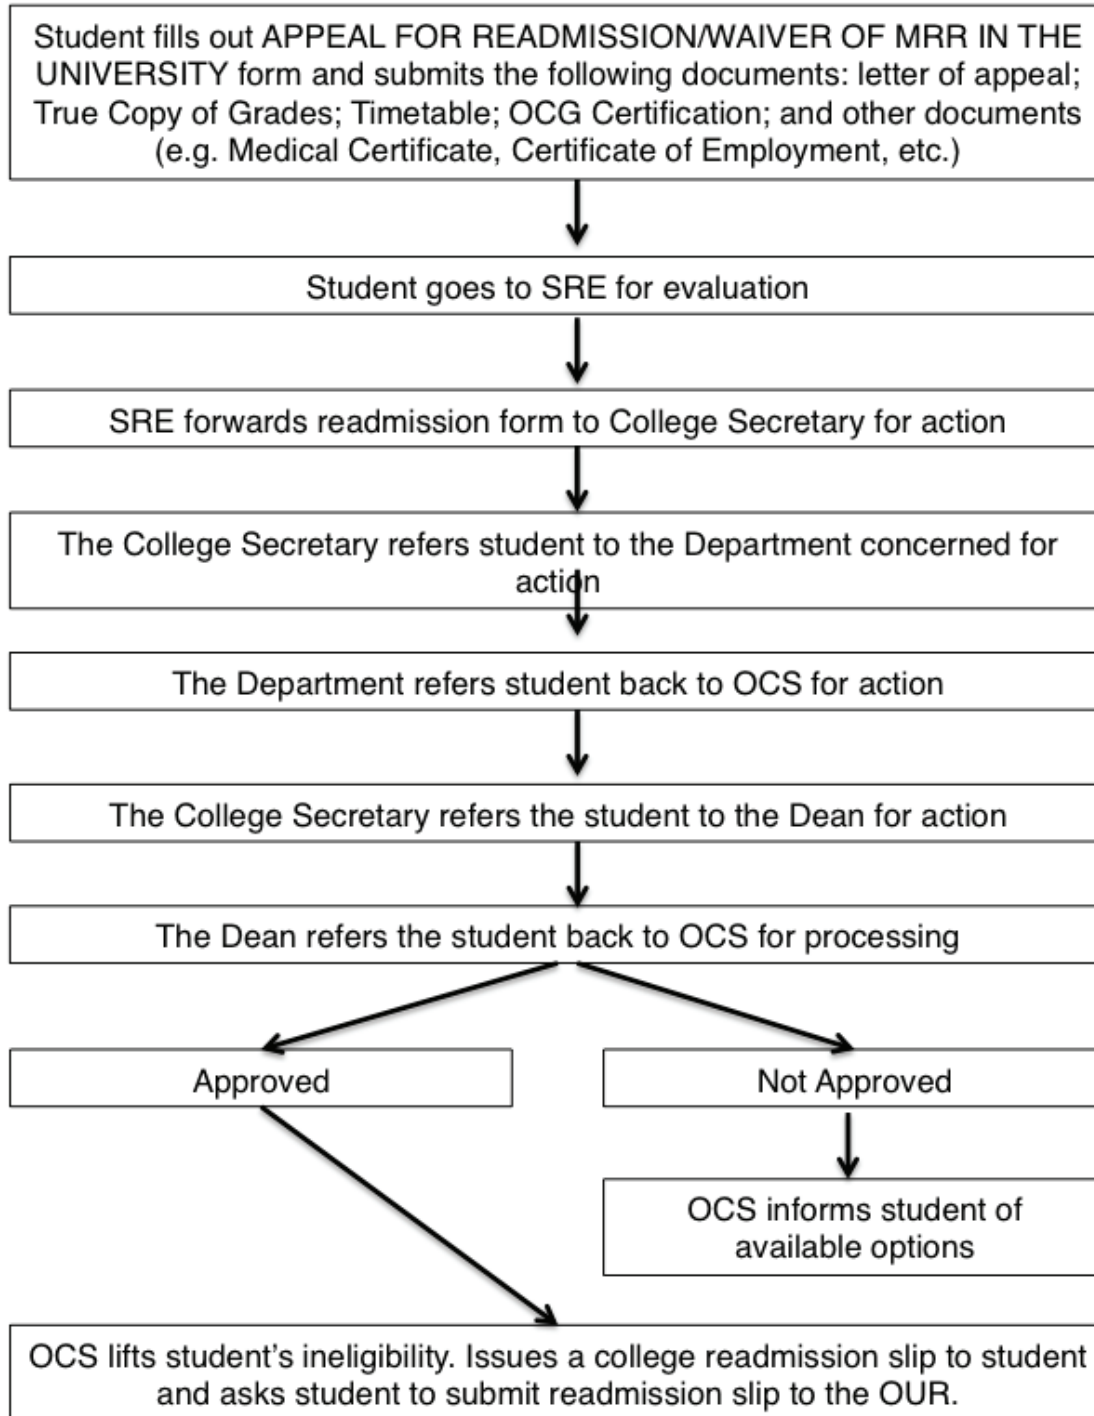 Student fills out APPEAL FOR READMISSION/WAIVER OF MRR IN THE
UNIVERSITY form and submits the following documents: letter of appeal;
True Copy of Grades; Timetable; OCG Certification; and other documents
(e.g. Medical Certificate, Certificate of Employment, etc.)
Student goes to SRE for evaluation
SRE forwards readmission form to College Secretary for action
The College Secretary refers student to the Department concerned for
action
The Department refers student back to OCS for action
The College Secretary refers the student to the Dean for action
The Dean refers the student back to OCS for processing
Approved
Not Approved
OCS informs student of
available options
OCS lifts student’s ineligibility. Issues a college readmission slip to student
and asks student to submit readmission slip to the OUR.